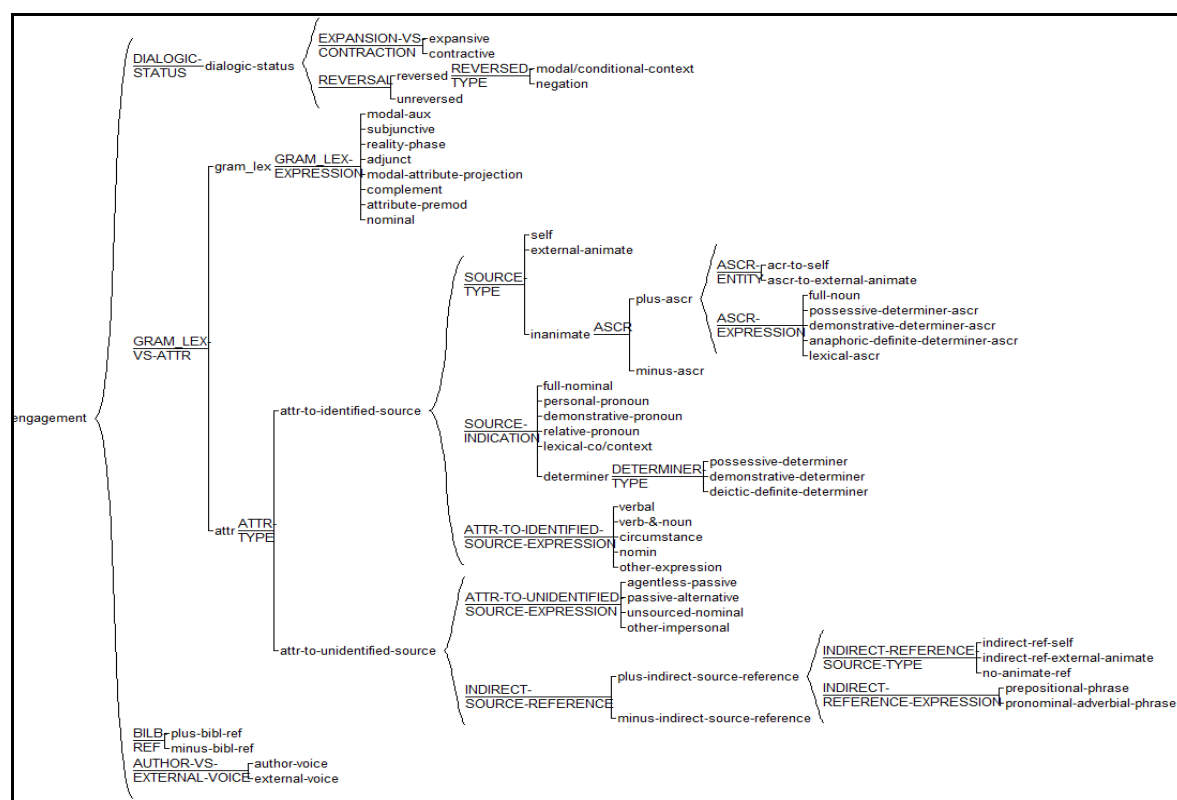 EXPANSION-VS-
CONTRACTION
expansive
contractive
DIALOGIC-
STATUS
dialogic-status
REVERSAL
reversed
REVERSED-
TYPE
modal/conditional-context
negation
unreversed
modal-aux
subjunctive
reality-phase
gram_lex
GRAM_LEX-
EXPRESSION
adjunct
modal-attribute-projection
complement
attribute-premod
nominal
self
external-animate
SOURCE
TYPE
ASCR-
ENTITY
acr-to-self
ascr-to-external-animate
plus-ascr
full-noun
possessive-determiner-ascr
ASCR-
EXPRESSION
demonstrative-determiner-ascr
anaphoric-definite-determiner-ascr
lexical-ascr
inanimate
ASCR
minus-ascr
GRAM_LEX-
VS-ATTR
engagement
attr-to-identified-source
full-nominal
personal-pronoun
demonstrative-pronoun
SOURCE-
INDICATION
relative-pronoun
lexical-co/context
determiner
DETERMINER-
TYPE
possessive-determiner
demonstrative-determiner
deictic-definite-determiner
attr
ATTR-
TYPE
verbal
verb-&-noun
ATTR-TO-IDENTIFIED-
SOURCE-EXPRESSION
circumstance
nomin
other-expression
agentless-passive
ATTR-TO-UNIDENTIFIED-
SOURCE-EXPRESSION
passive-alternative
unsourced-nominal
other-impersonal
attr-to-unidentified-source
plus-indirect-source-reference
INDIRECT-REFERENCE-
SOURCE-TYPE
indirect-ref-self
indirect-ref-external-animate
no-animate-ref
INDIRECT-
REFERENCE-EXPRESSION
prepositional-phrase
pronominal-adverbial-phrase
INDIRECT-
SOURCE-REFERENCE
minus-indirect-source-reference
BILB-
REF
plus-bibl-ref
minus-bibl-ref
AUTHOR-VS-
EXTERNAL-VOICE
author-voice
external-voice